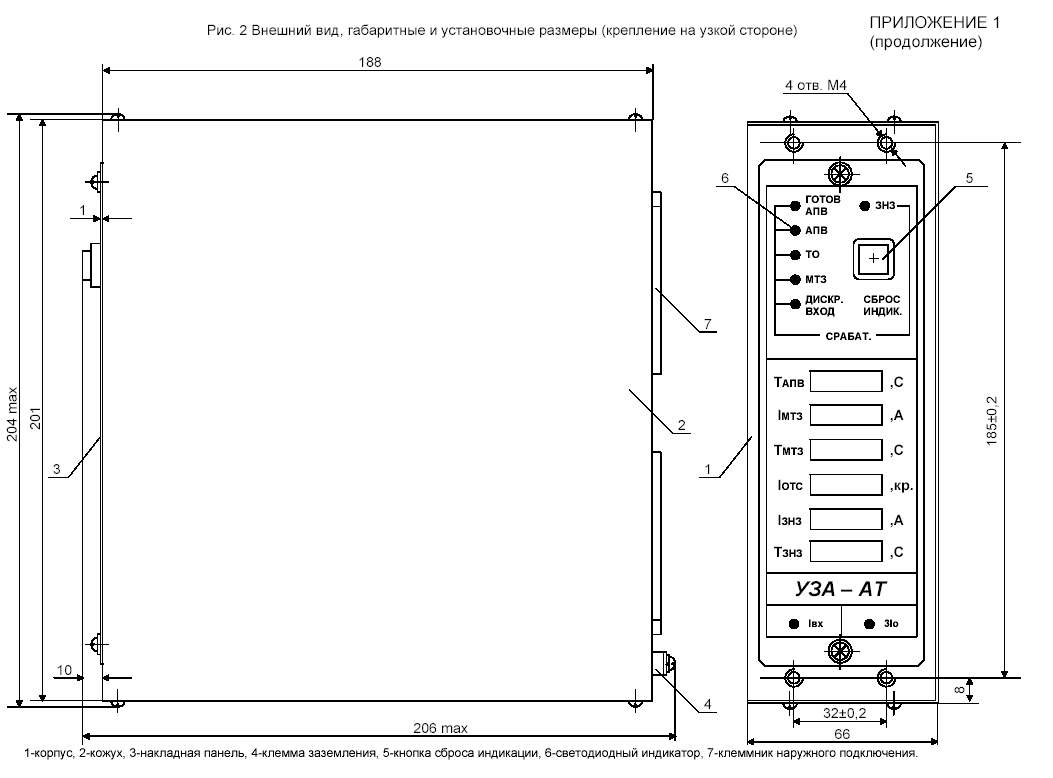 ПРИЛОЖЕНИЕ 1
(продолжение)
Рис. 2 Внешний вид, габаритные и установочные размеры (крепление на узкой стороне)
188
4 отв. М4
6
5
ГОТОВ
АПВ
ЗНЗ
АПВ
ТО
МТЗ
ДИСКР.
ВХОД
СБРОС
ИНДИК.
СРАБАТ.
1
7
2
3
204 max
201
185±0,2
1
ТАПВ ,С
IМТЗ ,А
ТМТЗ ,С
IОТС ,кр.
IЗНЗ ,А
ТЗНЗ ,С
УЗА – АТ
Iвх
3Iо
10
4
8
206 max
32±0,2
66
1-корпус, 2-кожух, 3-накладная панель, 4-клемма заземления, 5-кнопка сброса индикации, 6-светодиодный индикатор, 7-клеммник наружного подключения.